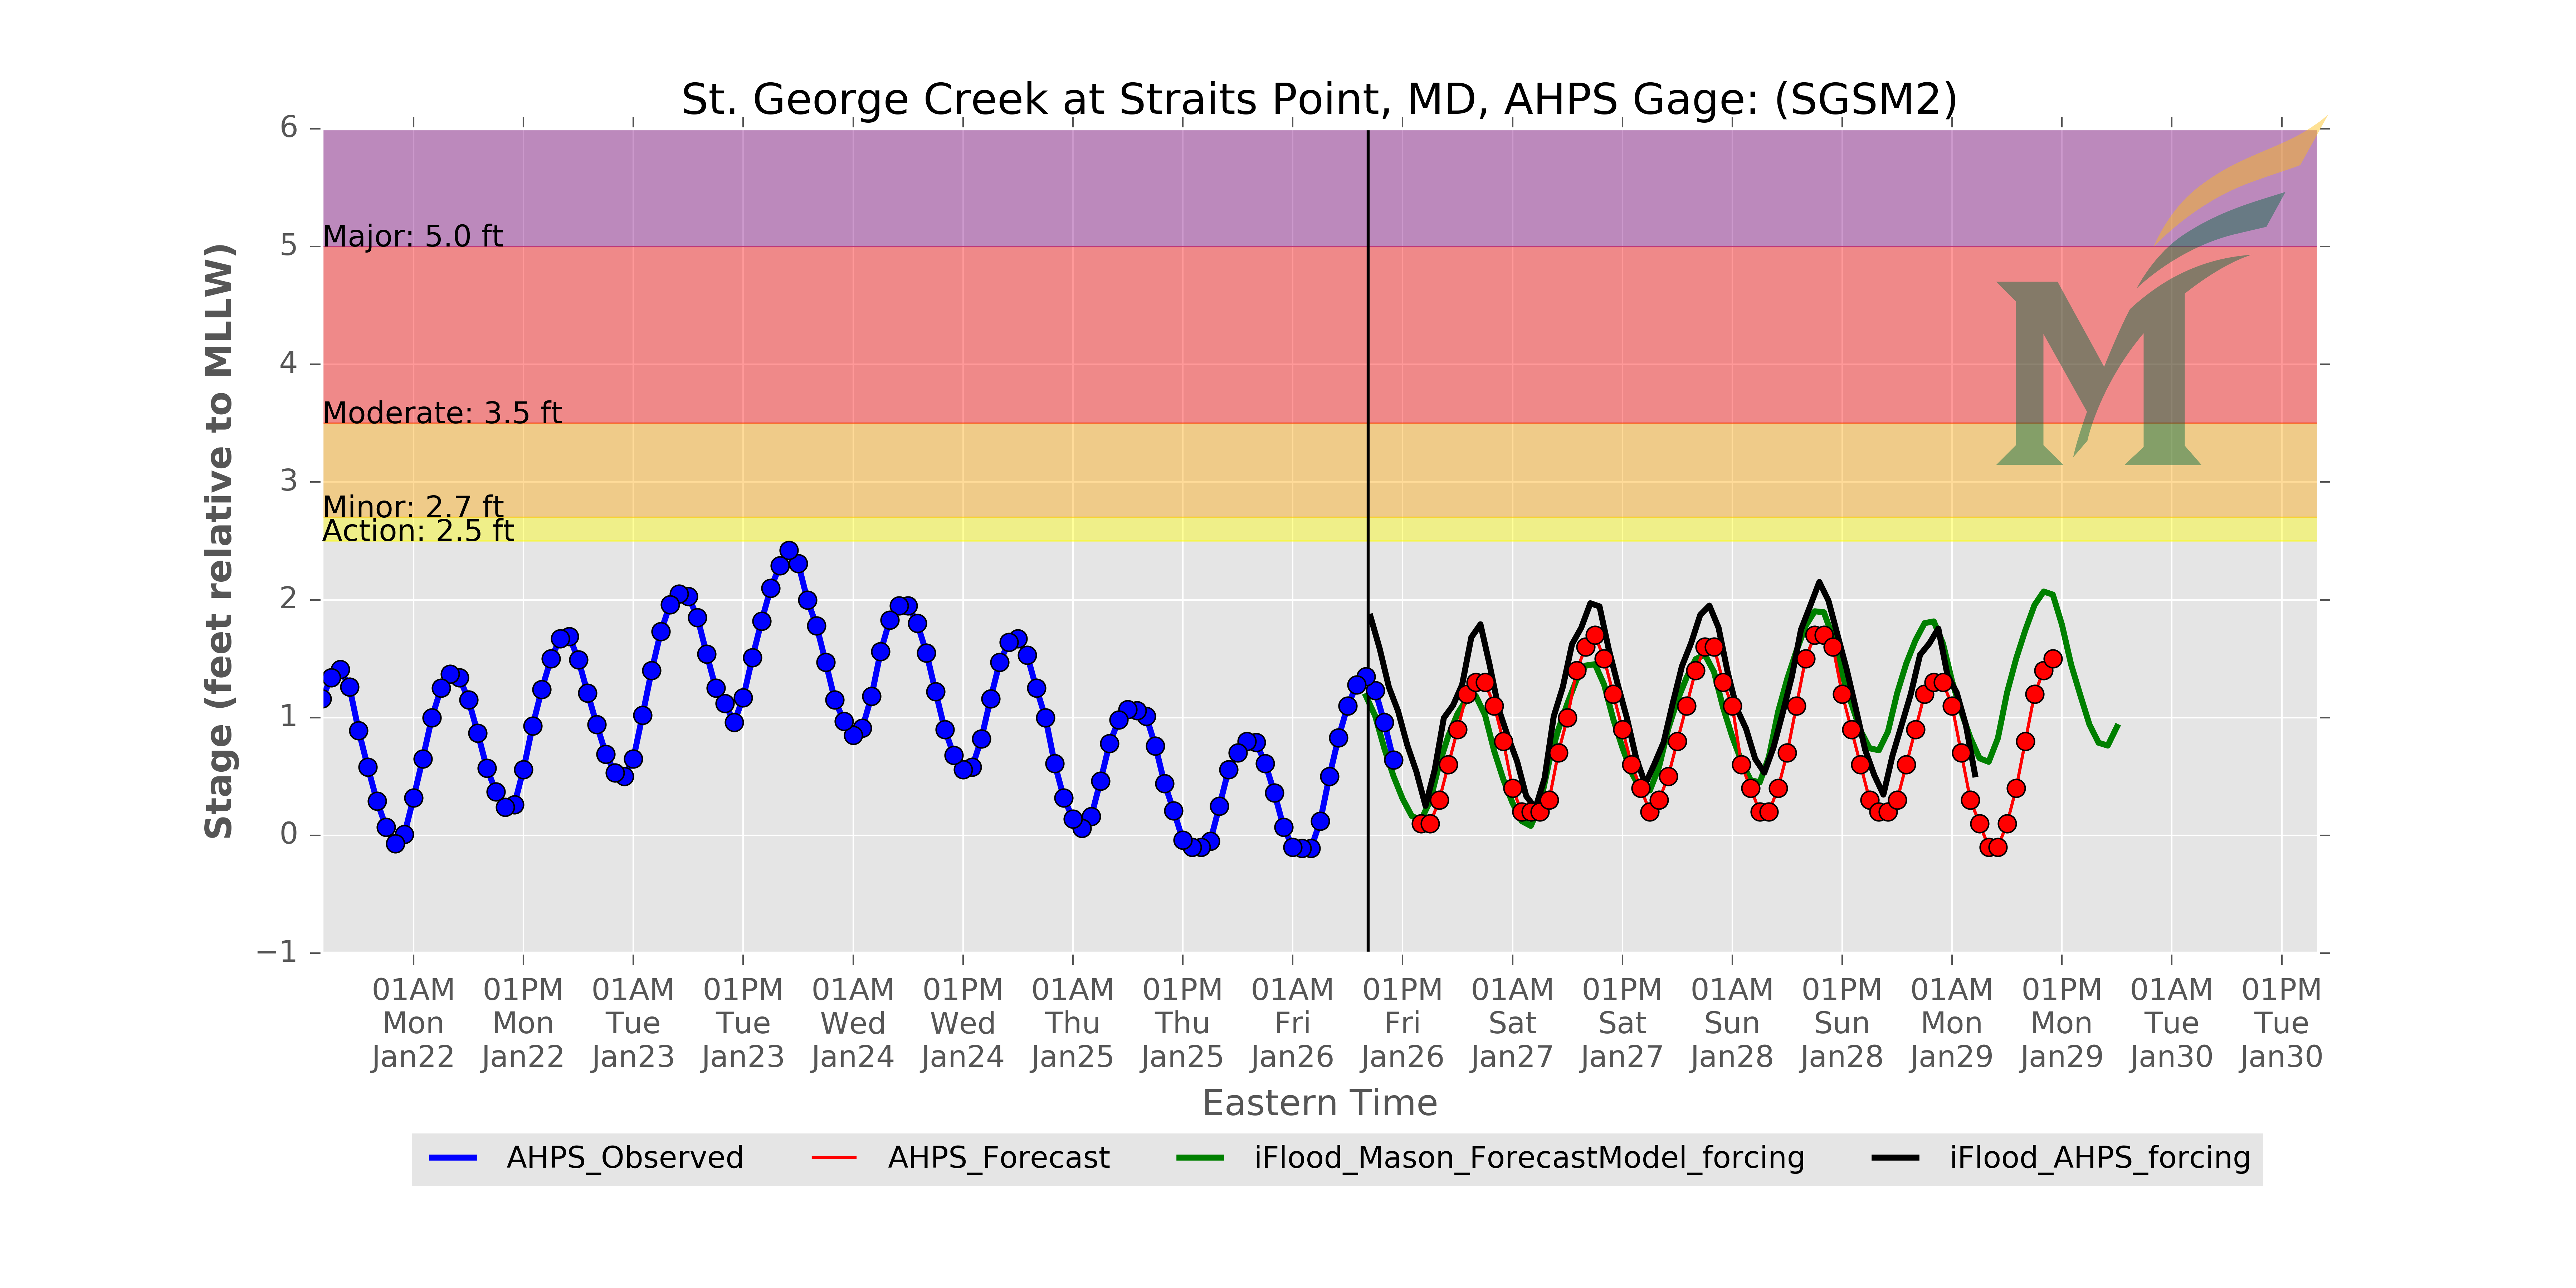 St. George Creek at Straits Point, MD, AHPS Gage: (SGSM2)
Stage (feet relative to MLLW)
6
5
4
3
2
1
0
−1
Major: 5.0 ft
Moderate: 3.5 ft
Minor: 2.7 ft
Action: 2.5 ft
M
01AM 01PM 01AM 01PM 01AM 01PM 01AM 01PM 01AM 01PM 01AM 01PM 01AM 01PM 01AM 01PM 01AM 01PM
Mon Mon Tue Tue Wed Wed Thu Thu Fri Fri Sat Sat Sun Sun Mon Mon Tue Tue
Jan22 Jan22 Jan23 Jan23 Jan24 Jan24 Jan25 Jan25 Jan26 Jan26 Jan27 Jan27 Jan28 Jan28 Jan29 Jan29 Jan30 Jan30
Eastern Time
AHPS_Observed AHPS_Forecast iFlood_Mason_ForecastModel_forcing iFlood_AHPS_forcing